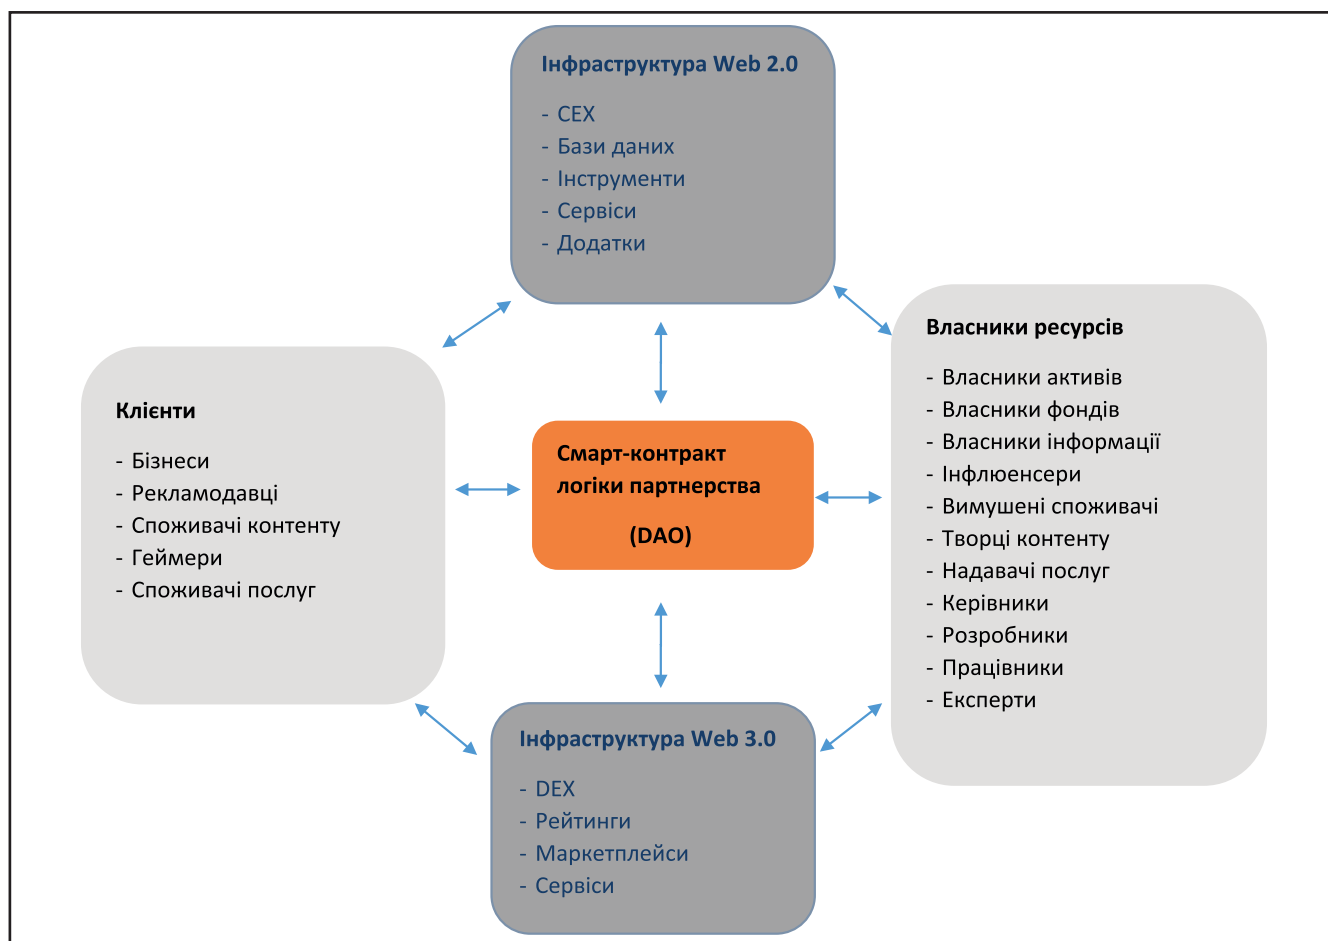 Інфраструктура Web 2.0
- CEX
- Бази даних
- Інструменти
- Сервіси
- Додатки
Клієнти
- Бізнеси
- Рекламодавці
- Споживачі контенту
- Геймери
- Споживачі послуг
Смарт-контракт
логіки партнерства
(DAO)
Власники ресурсів
- Власники активів
- Власники фондів
- Власники інформації
- Інфлюенсери
- Вимушені споживачі
- Творці контенту
- Надавачі послуг
- Керівники
- Розробники
- Працівники
- Експерти
Інфраструктура Web 3.0
- DEX
- Рейтинги
- Маркетплейси
- Сервіси